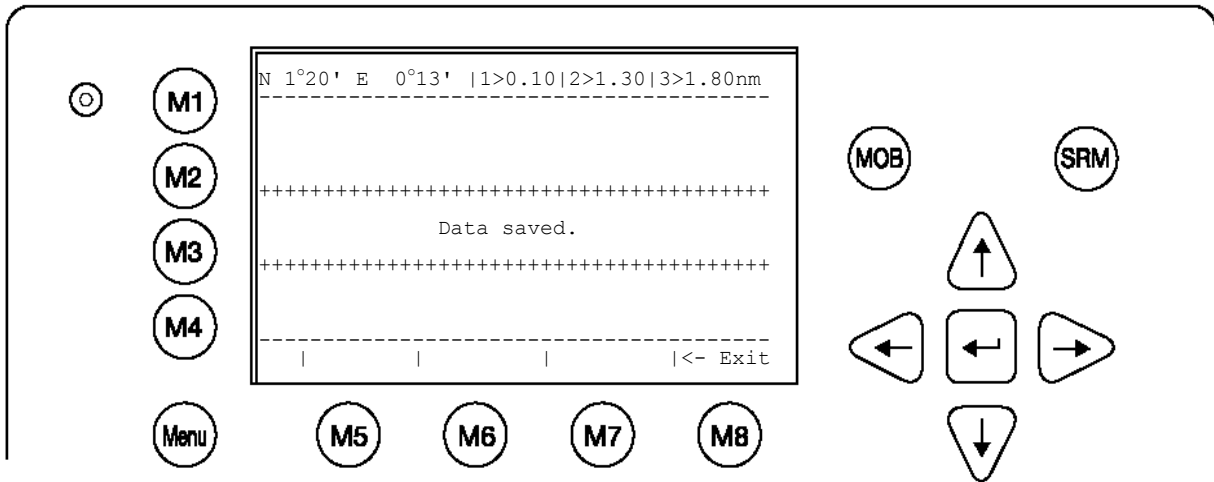 N 1°20' E 0°13' |1>0.10|2>1.30|3>1.80nm
----------------------------------------
M1
M2
MOB
SRM
++++++++++++++++++++++++++++++++++++++++
Data saved.
M3
++++++++++++++++++++++++++++++++++++++++
M4
----------------------------------------
| | | |<- Exit
Menu
M5
M6
M7
M8